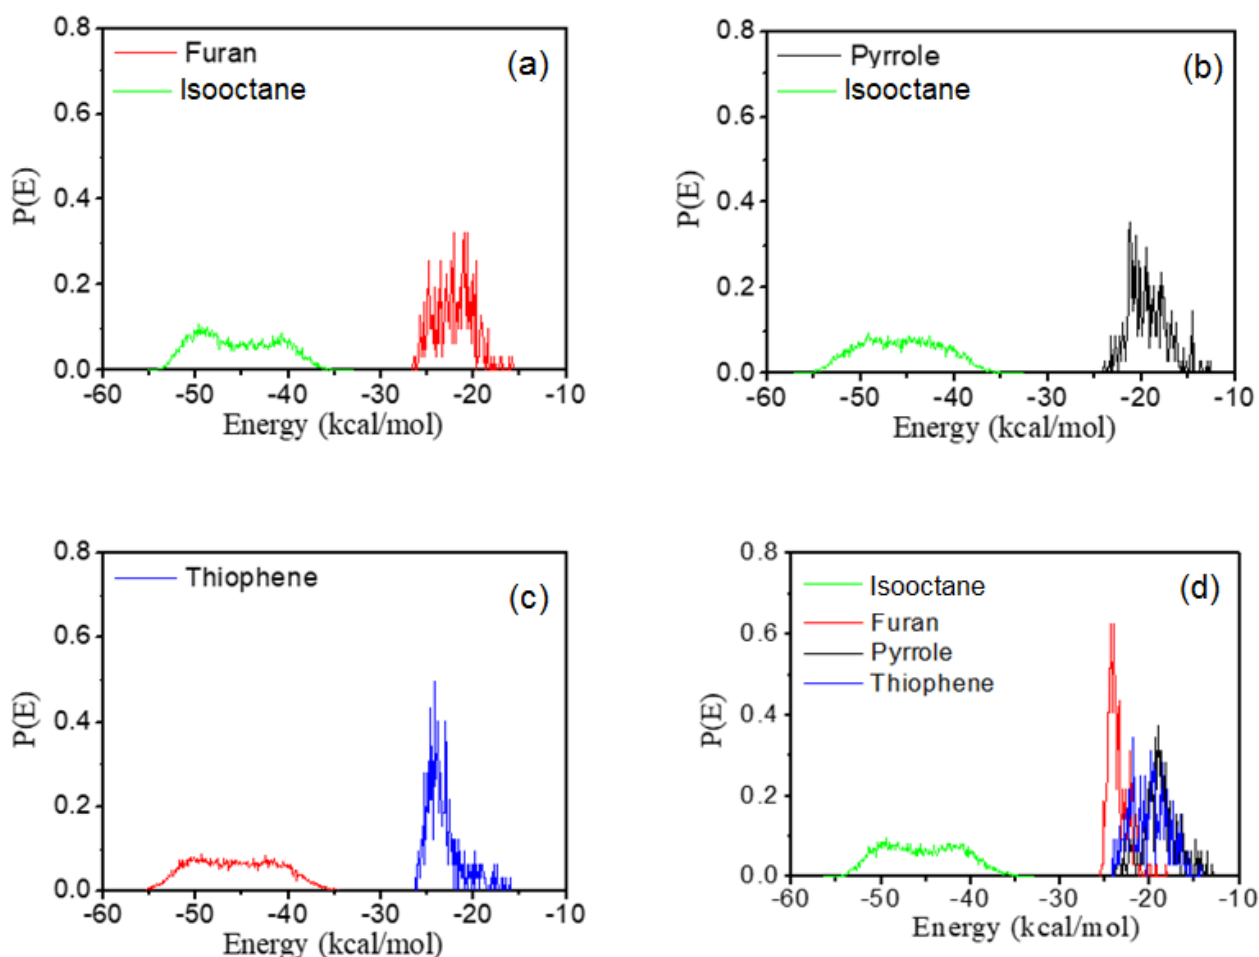 Furan
Isooctane
(a)
P(E)
0.8
0.6
0.4
0.2
0.0
-60 -50 -40 -30 -20 -10
Energy (kcal/mol)
Pyrrole
Isooctane
(b)
P(E)
0.8
0.6
0.4
0.2
0.0
-60 -50 -40 -30 -20 -10
Energy (kcal/mol)
Thiophene
(c)
P(E)
0.8
0.6
0.4
0.2
0.0
-60 -50 -40 -30 -20 -10
Energy (kcal/mol)
Isooctane
Furan
Pyrrole
Thiophene
(d)
P(E)
0.8
0.6
0.4
0.2
0.0
-60 -50 -40 -30 -20 -10
Energy (kcal/mol)